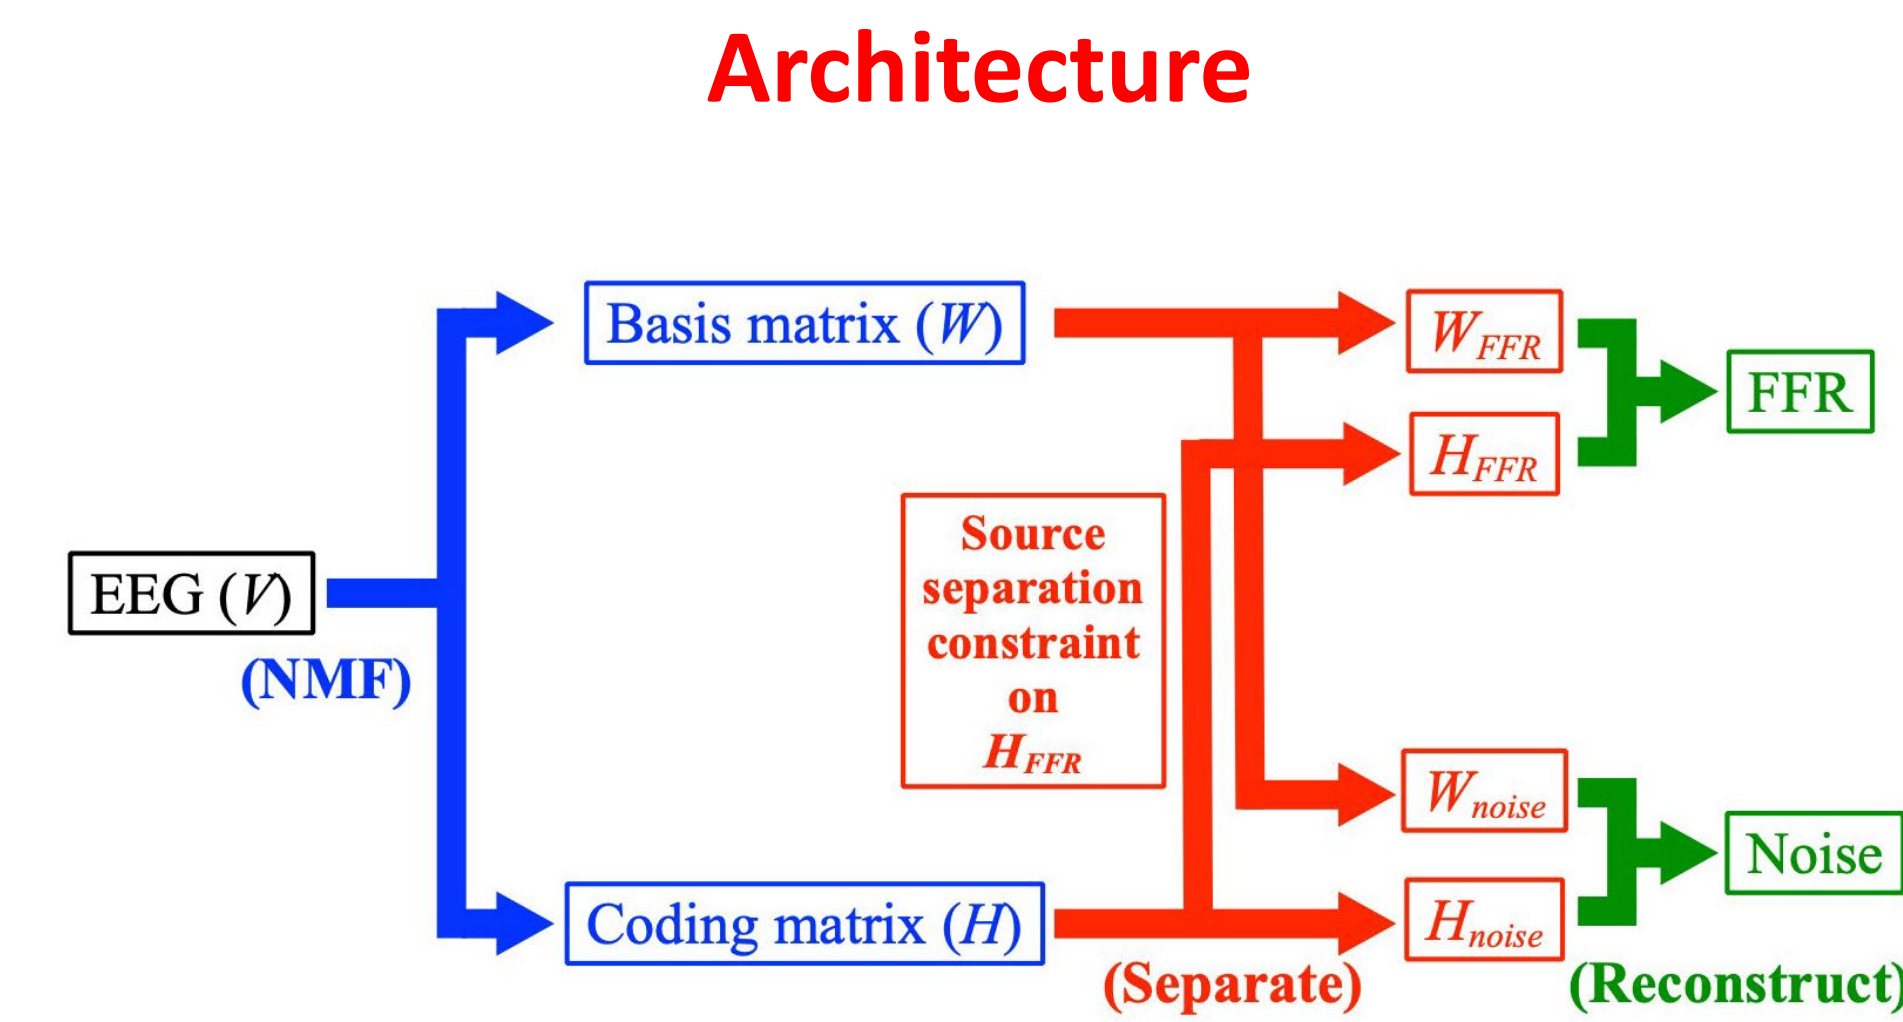 Architecture
Basis matrix (W)
W_FFR
FFR
H_FFR
Source
separation
constraint
on
H_FFR
EEG (V)
(NMF)
W_noise
Noise
Coding matrix (H)
H_noise
(Separate)
(Reconstruct)